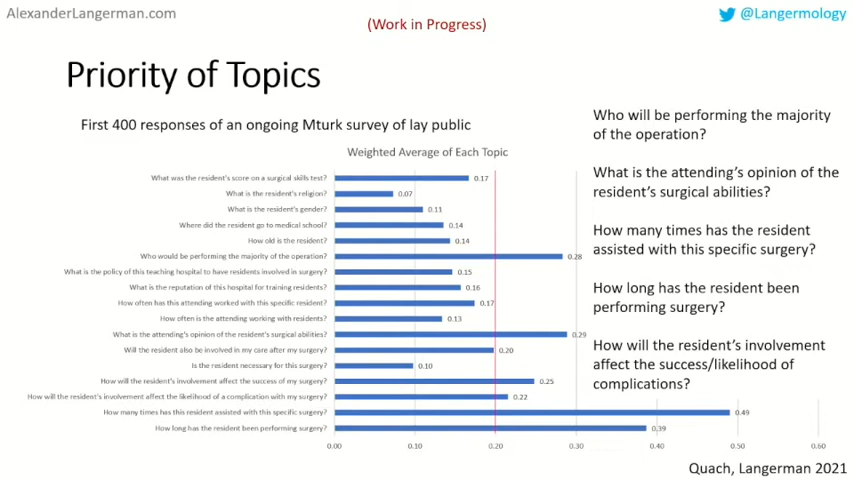 AlexanderLangerman.com
(Work in Progress)
@Langermology
Priority of Topics
First 400 responses of an ongoing Mturk survey of lay public
Weighted Average of Each Topic
What was the resident's score on a surgical skills test? 0.17
What is the resident's religion? 0.07
What is the resident's gender? 0.11
Where did the resident go to medical school? 0.14
How old is the resident? 0.14
Who would be performing the majority of the operation? 0.28
What is the policy of this teaching hospital to have residents involved in surgery? 0.15
What is the reputation of this hospital for training residents? 0.16
How often has this attending worked with this specific resident? 0.17
How often is the attending working with residents? 0.13
What is the attending's opinion of the resident's surgical abilities? 0.29
Will the resident also be involved in my care after my surgery? 0.20
Is the resident necessary for this surgery? 0.10
How will the resident's involvement affect the success of my surgery? 0.25
How will the resident's involvement affect the likelihood of a complication with my surgery? 0.22
How many times has this resident assisted with this specific surgery? 0.49
How long has the resident been performing surgery? 0.39
0.00 0.10 0.20 0.30 0.40 0.50 0.60
Who will be performing the majority
of the operation?
What is the attending's opinion of the
resident's surgical abilities?
How many times has the resident
assisted with this specific surgery?
How long has the resident been
performing surgery?
How will the resident's involvement
affect the success/likelihood of
complications?
Quach, Langerman 2021